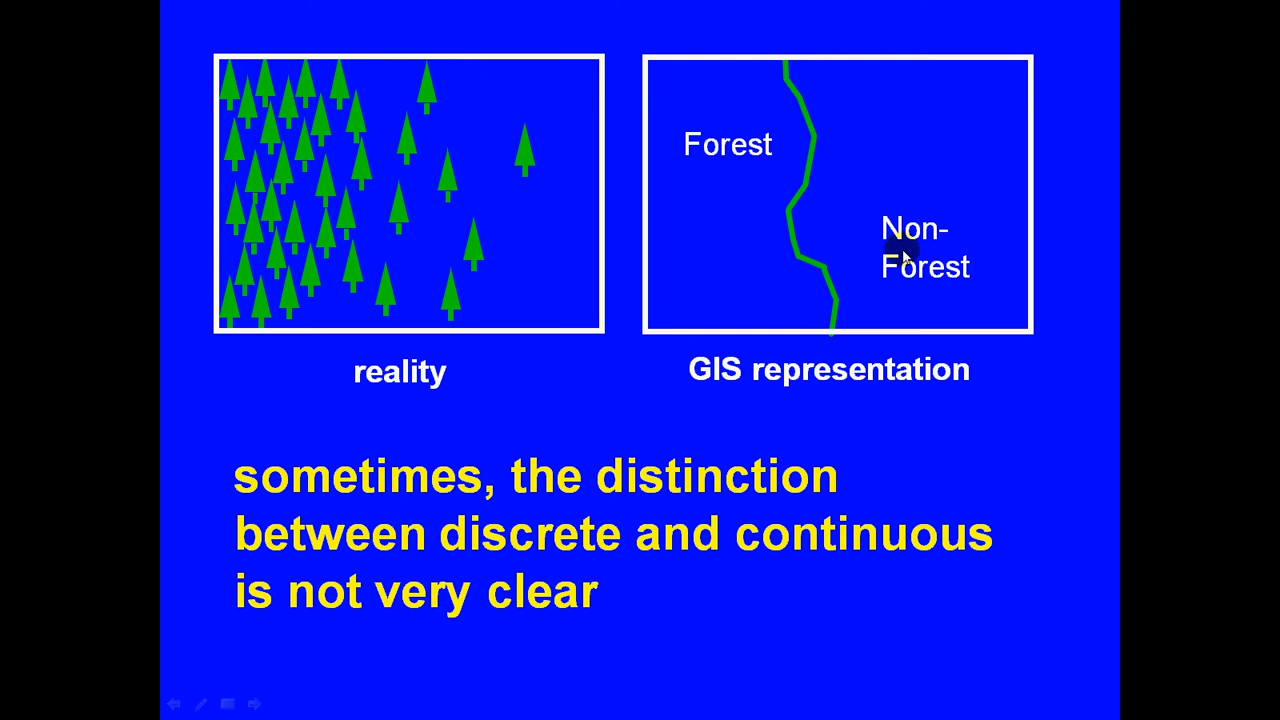 Forest
Non-
Forest
reality
GIS representation
sometimes, the distinction
between discrete and continuous
is not very clear